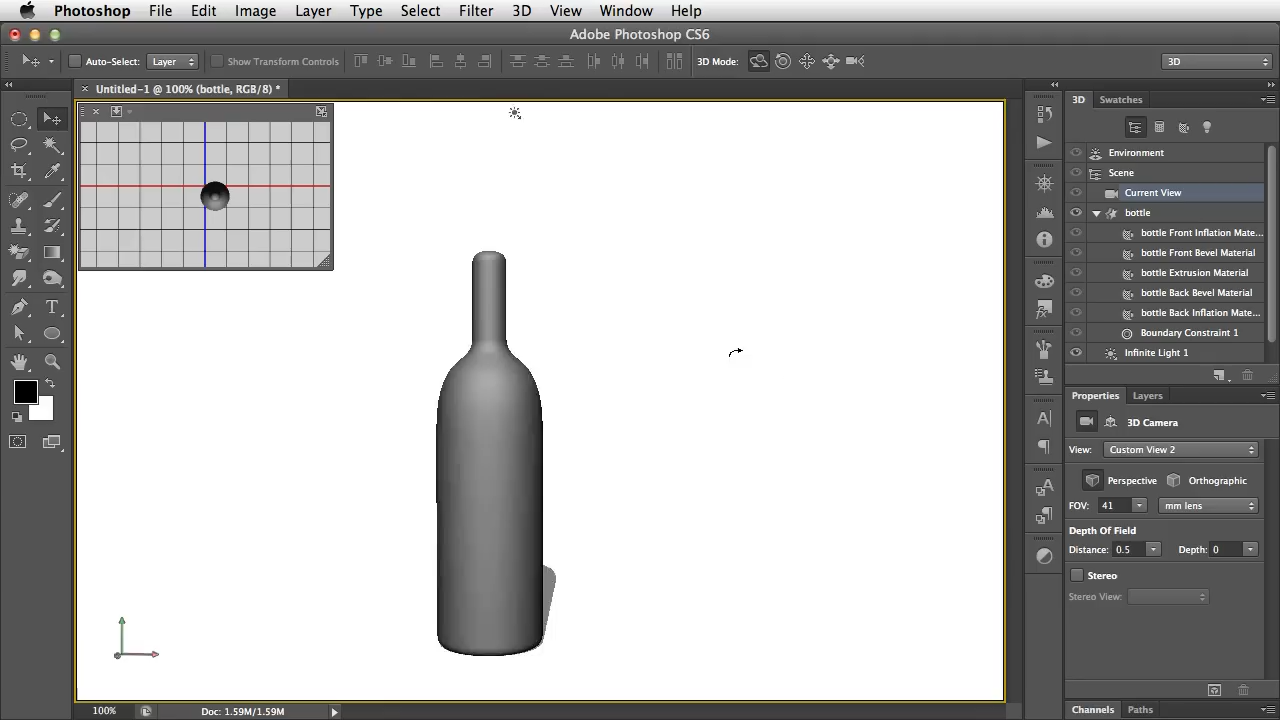 Photoshop File Edit Image Layer Type Select Filter 3D View Window Help
Adobe Photoshop CS6
Auto-Select: Layer Show Transform Controls 3D Mode: 3D
Untitled-1 @ 100% (bottle, RGB/8) *
3D Swatches
Environment
Scene
Current View
bottle
bottle Front Inflation Mate...
bottle Front Bevel Material
bottle Extrusion Material
bottle Back Bevel Material
bottle Back Inflation Mate...
Boundary Constraint 1
Infinite Light 1
Properties Layers
3D Camera
View: Custom View 2
Perspective Orthographic
FOV: 41 mm lens
Depth Of Field
Distance: 0.5 Depth: 0
Stereo
Stereo View:
Channels Paths
100% Doc: 1.59M/1.59M